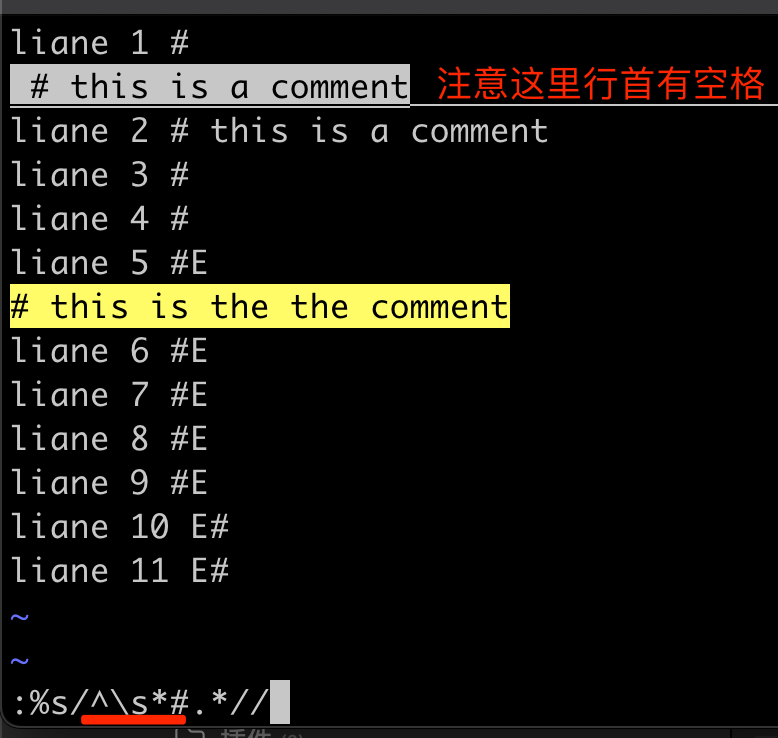 liane 1 #
 # this is a comment 注意这里行首有空格
liane 2 # this is a comment
liane 3 #
liane 4 #
liane 5 #E
# this is the the comment
liane 6 #E
liane 7 #E
liane 8 #E
liane 9 #E
liane 10 E#
liane 11 E#
~
~
:%s/^\s*#.*//